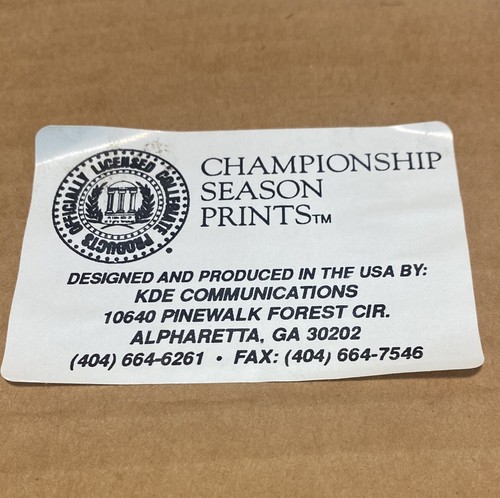 OFFICIALLY LICENSED COLLEGIATE PRODUCTS
CHAMPIONSHIP
SEASON
PRINTS™
DESIGNED AND PRODUCED IN THE USA BY:
KDE COMMUNICATIONS
10640 PINEWALK FOREST CIR.
ALPHARETTA, GA 30202
(404) 664-6261 • FAX: (404) 664-7546